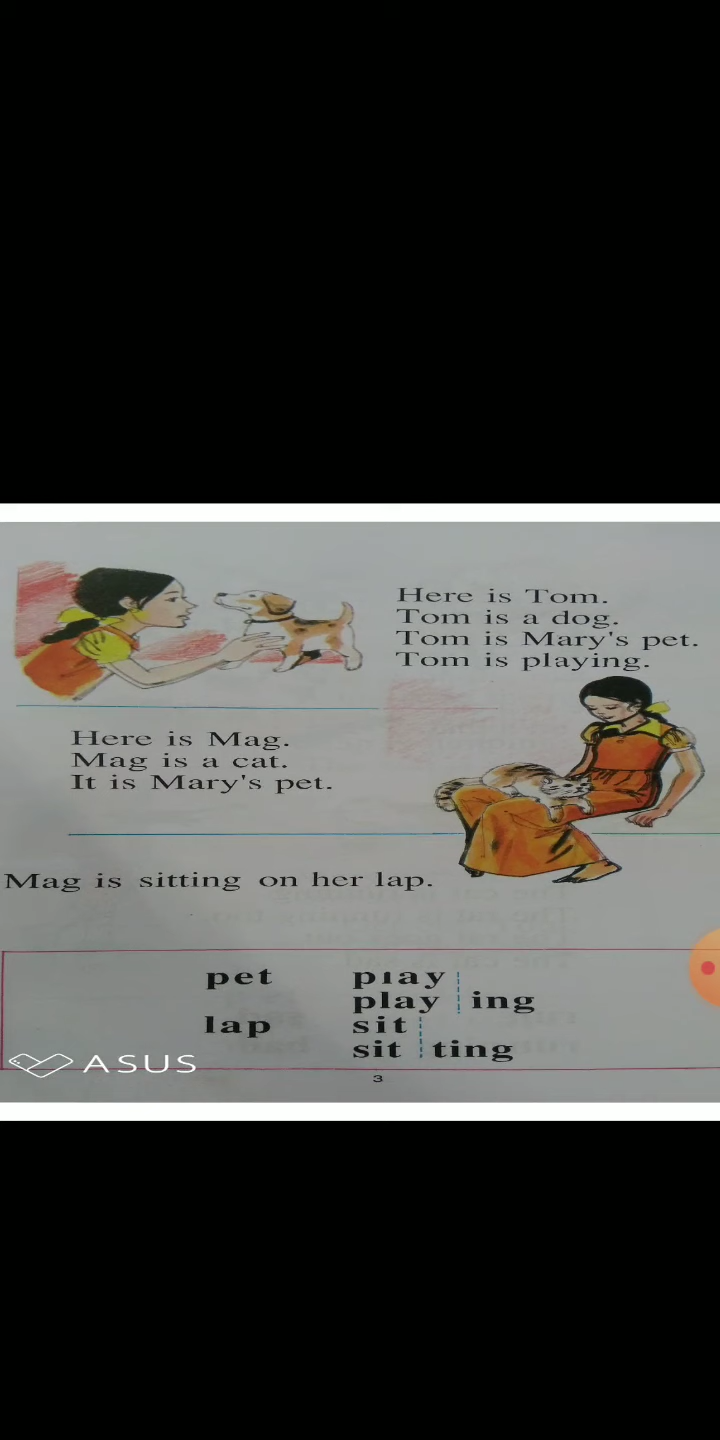 Here is Tom.
Tom is a dog.
Tom is Mary's pet.
Tom is playing.
Here is Mag.
Mag is a cat.
It is Mary's pet.
Mag is sitting on her lap.
pet play
play ing
lap sit
sit ting
ASUS
3